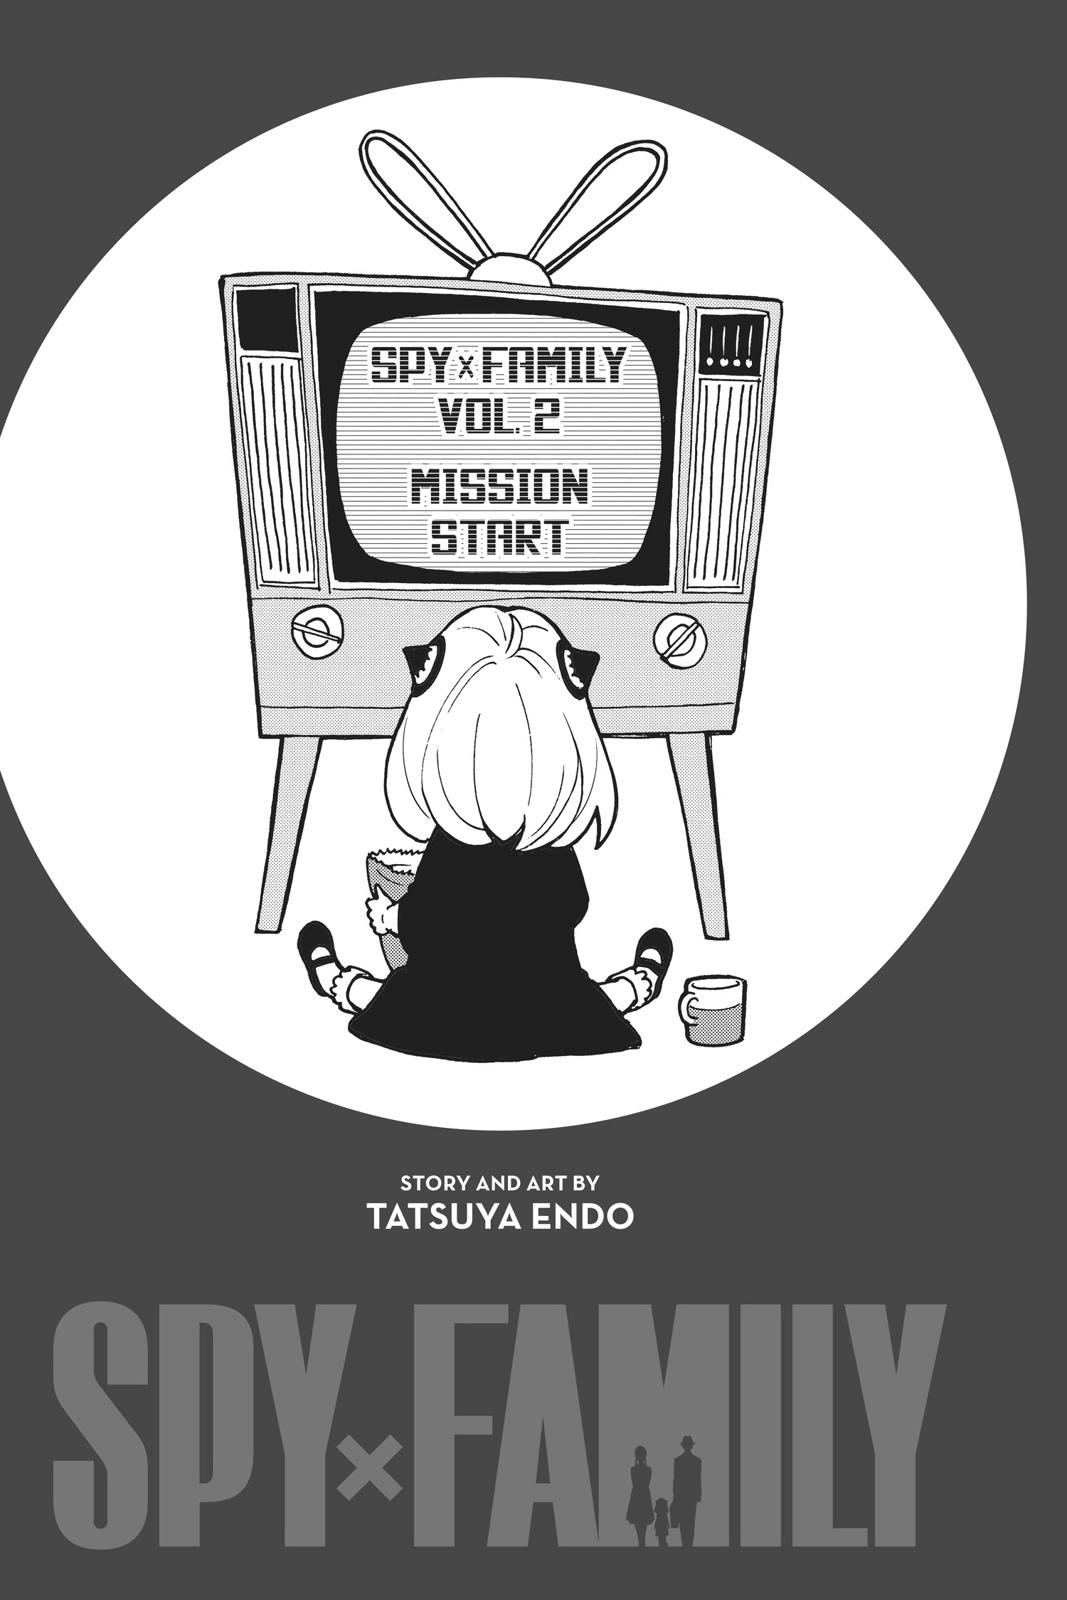 SPY×FAMILY
VOL. 2
MISSION
START
STORY AND ART BY
TATSUYA ENDO
SPY×FAMILY